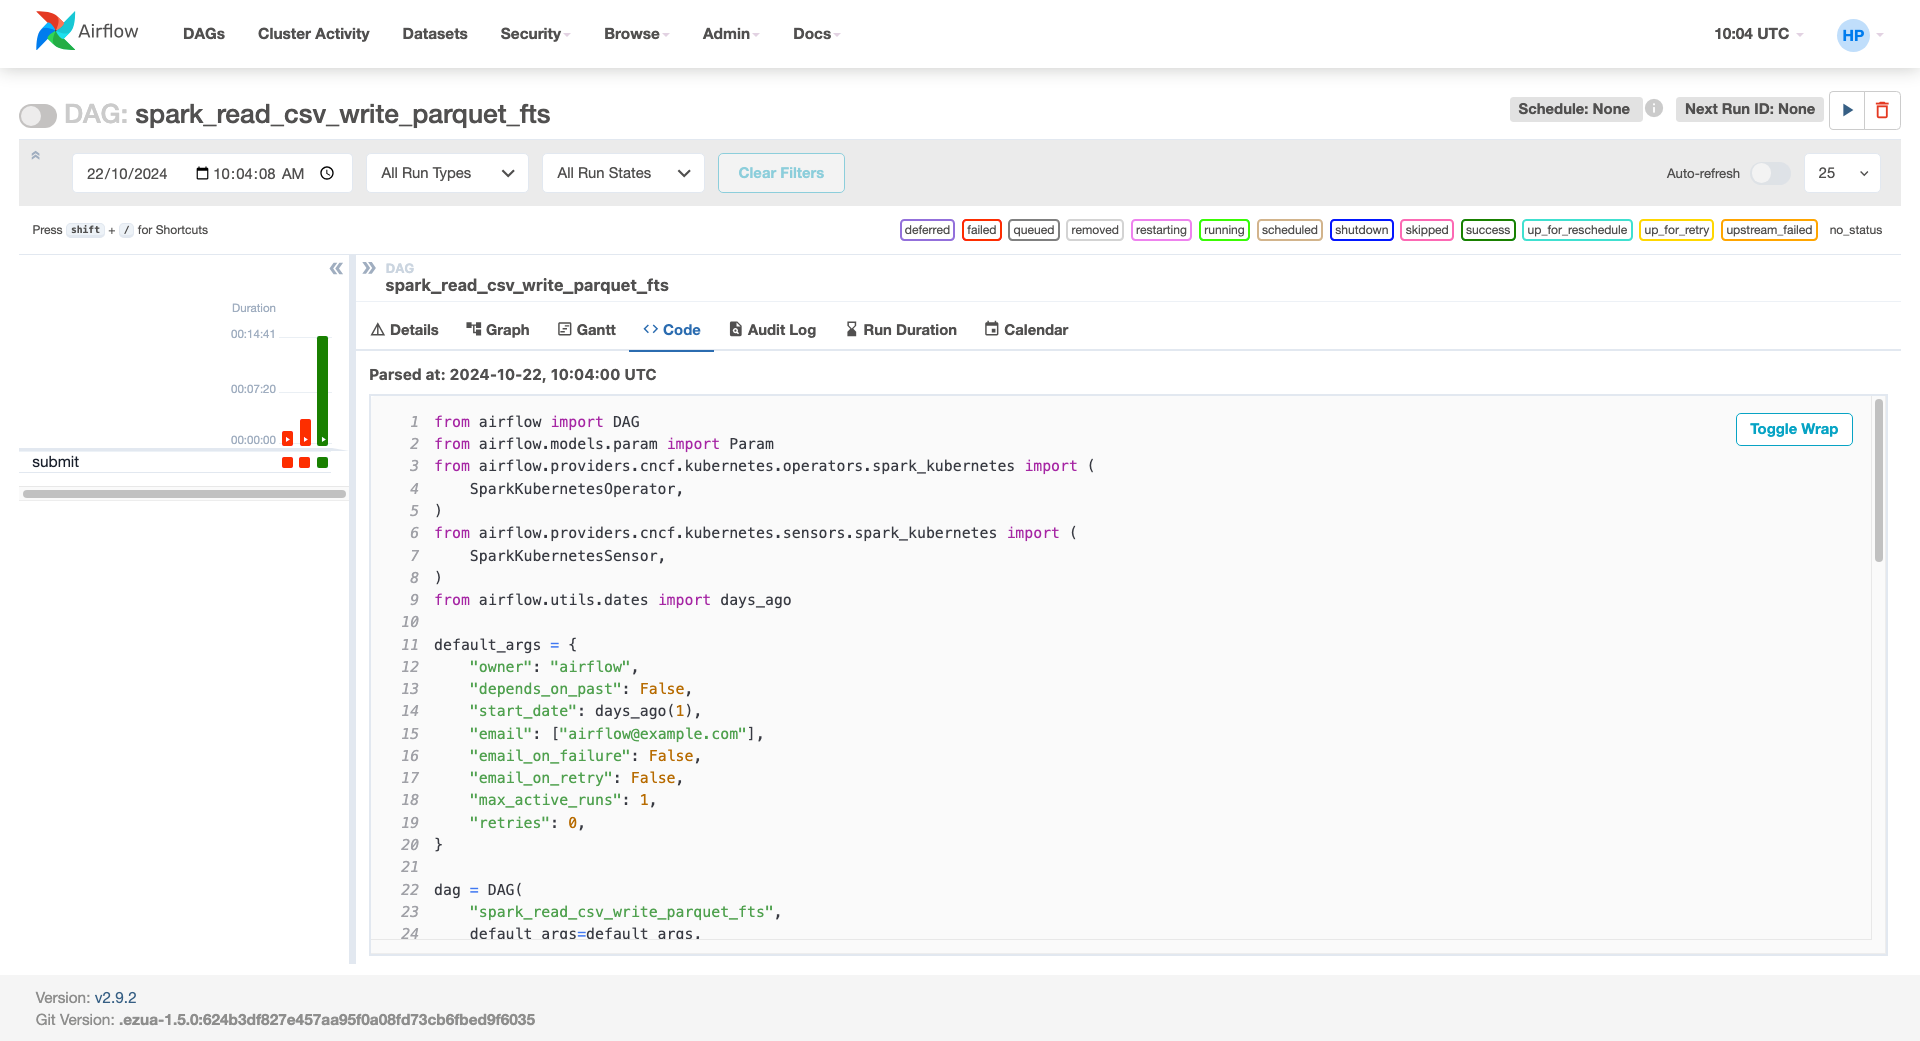 Airflow
DAGs
Cluster Activity
Datasets
Security
Browse
Admin
Docs
10:04 UTC
HP
DAG: spark_read_csv_write_parquet_fts
Schedule: None
i
Next Run ID: None
22/10/2024
10:04:08 AM
All Run Types
All Run States
Clear Filters
Auto-refresh
25
Press shift + / for Shortcuts
deferred
failed
queued
removed
restarting
running
scheduled
shutdown
skipped
success
up_for_reschedule
up_for_retry
upstream_failed
no_status
Duration
00:14:41
00:07:20
00:00:00
submit
DAG
spark_read_csv_write_parquet_fts
Details
Graph
Gantt
Code
Audit Log
Run Duration
Calendar
Parsed at: 2024-10-22, 10:04:00 UTC
Toggle Wrap
1 from airflow import DAG
2 from airflow.models.param import Param
3 from airflow.providers.cncf.kubernetes.operators.spark_kubernetes import (
4     SparkKubernetesOperator,
5 )
6 from airflow.providers.cncf.kubernetes.sensors.spark_kubernetes import (
7     SparkKubernetesSensor,
8 )
9 from airflow.utils.dates import days_ago
10
11 default_args = {
12     "owner": "airflow",
13     "depends_on_past": False,
14     "start_date": days_ago(1),
15     "email": ["airflow@example.com"],
16     "email_on_failure": False,
17     "email_on_retry": False,
18     "max_active_runs": 1,
19     "retries": 0,
20 }
21
22 dag = DAG(
23     "spark_read_csv_write_parquet_fts",
24     default_args=default_args,
Version: v2.9.2
Git Version: .ezua-1.5.0:624b3df827e457aa95f0a08fd73cb6fbed9f6035